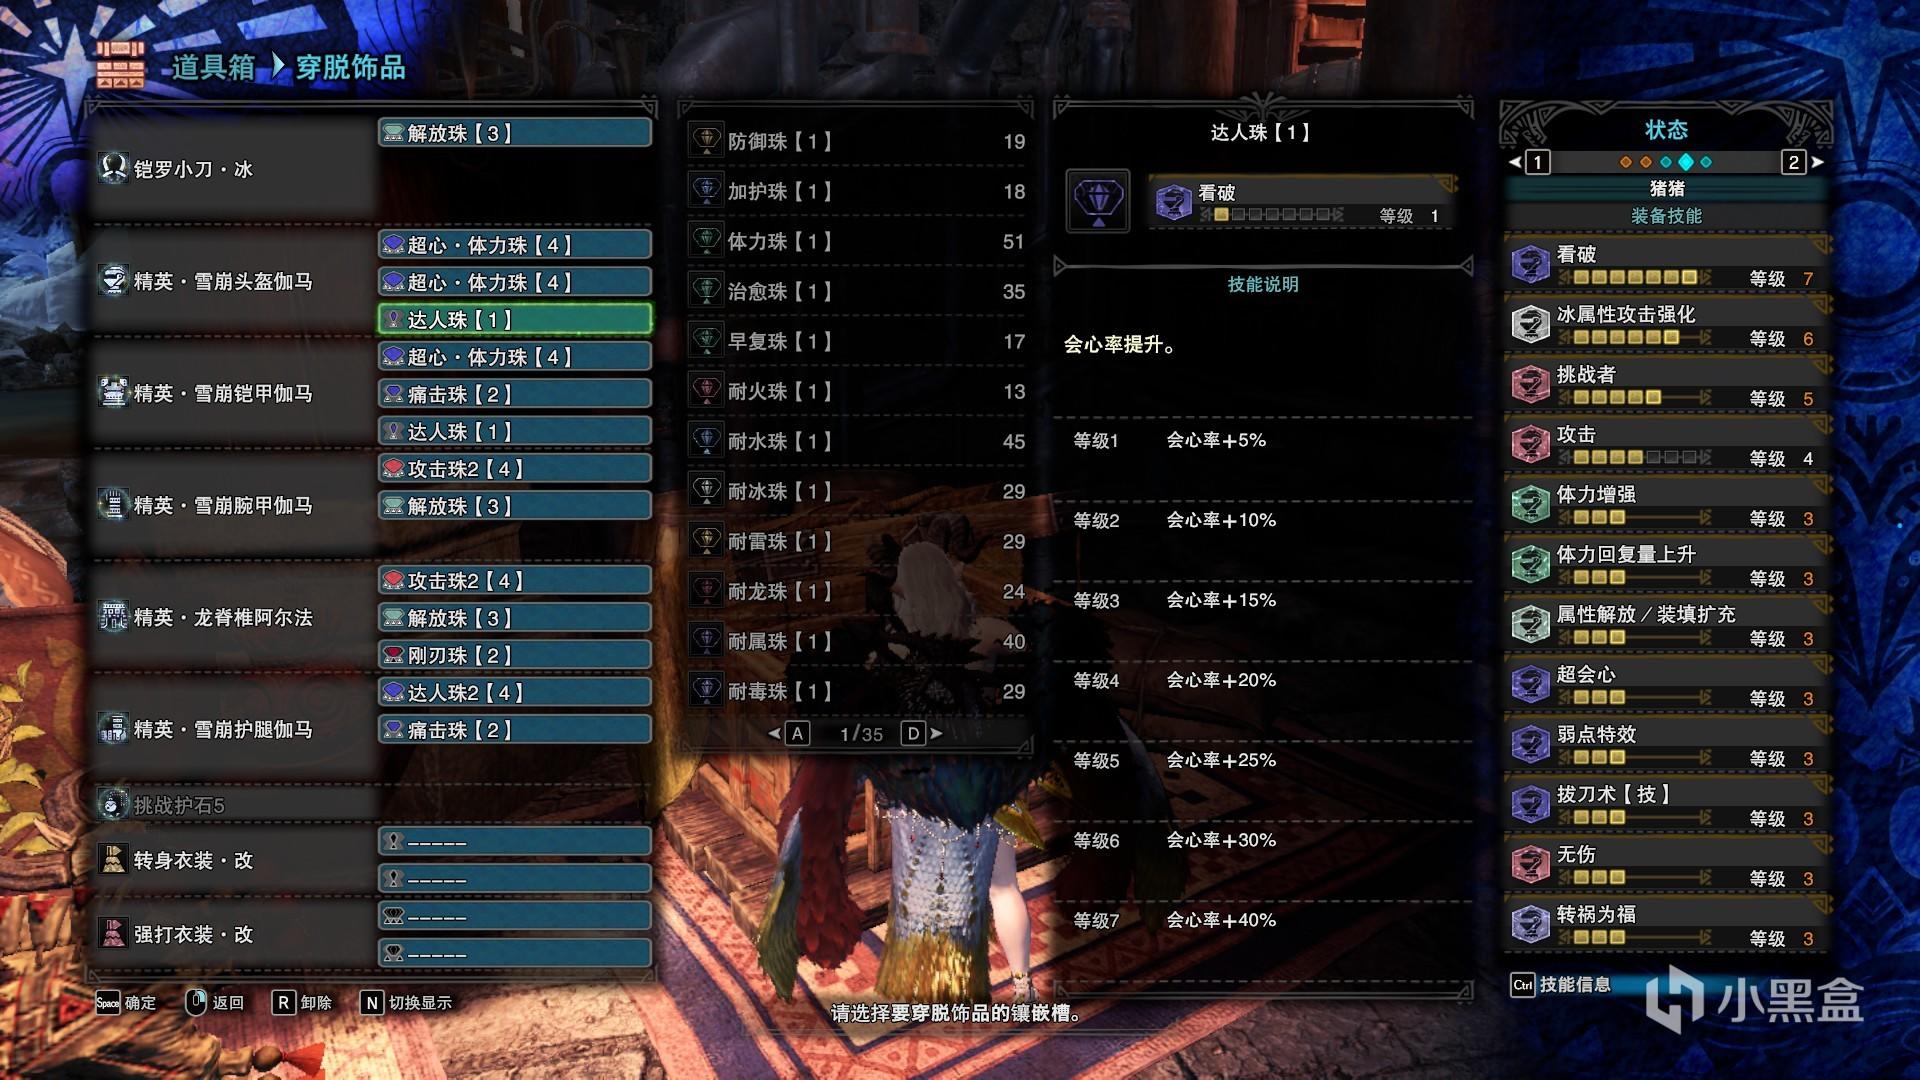 道具箱 穿脱饰品
铠罗小刀・冰
解放珠【3】
精英・雪崩头盔伽马
超心・体力珠【4】
超心・体力珠【4】
达人珠【1】
精英・雪崩铠甲伽马
超心・体力珠【4】
痛击珠【2】
达人珠【1】
精英・雪崩腕甲伽马
攻击珠2【4】
解放珠【3】
精英・龙脊椎阿尔法
攻击珠2【4】
解放珠【3】
刚刃珠【2】
精英・雪崩护腿伽马
达人珠2【4】
痛击珠【2】
挑战护石5
转身衣装・改
-----
-----
强打衣装・改
-----
-----
防御珠【1】 19
加护珠【1】 18
体力珠【1】 51
治愈珠【1】 35
早复珠【1】 17
耐火珠【1】 13
耐水珠【1】 45
耐冰珠【1】 29
耐雷珠【1】 29
耐龙珠【1】 24
耐属珠【1】 40
耐毒珠【1】 29
A 1/35 D
达人珠【1】
看破
等级 1
技能说明
会心率提升。
等级1 会心率+5%
等级2 会心率+10%
等级3 会心率+15%
等级4 会心率+20%
等级5 会心率+25%
等级6 会心率+30%
等级7 会心率+40%
状态
1 2
猪猪
装备技能
看破
等级 7
冰属性攻击强化
等级 6
挑战者
等级 5
攻击
等级 4
体力增强
等级 3
体力回复量上升
等级 3
属性解放／装填扩充
等级 3
超会心
等级 3
弱点特效
等级 3
拔刀术【技】
等级 3
无伤
等级 3
转祸为福
等级 3
Ctrl 技能信息
Space 确定 返回 R 卸除 N 切换显示
请选择要穿脱饰品的镶嵌槽。
小黑盒